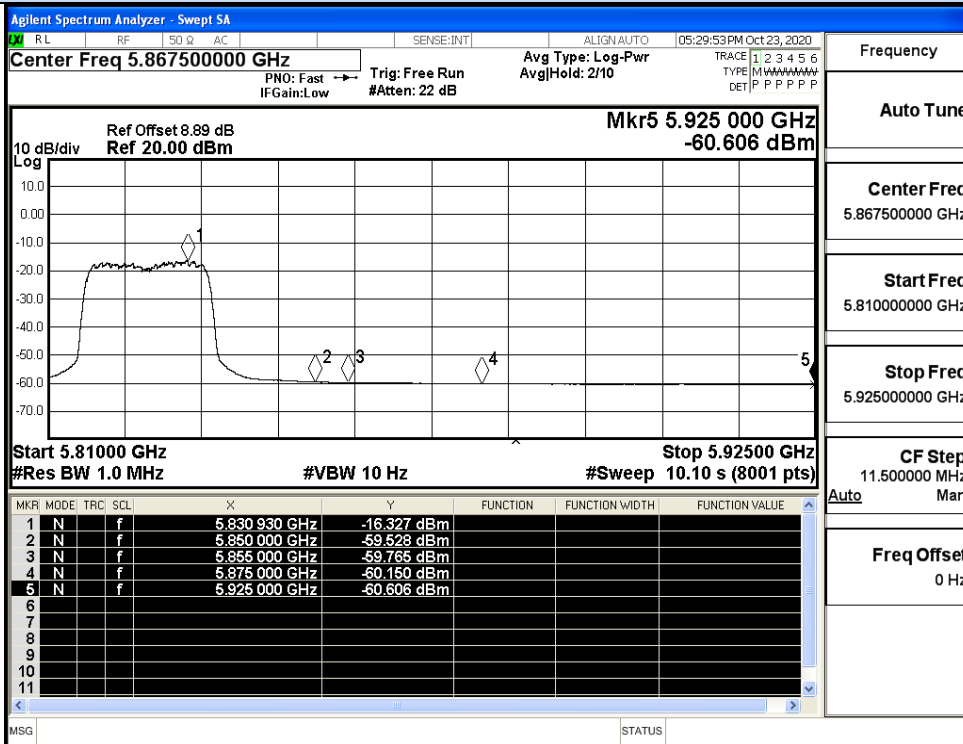 Agilent Spectrum Analyzer - Swept SA
LXI RL RF 50 Ω AC SENSE:INT ALIGN AUTO 05:29:53 PM Oct 23, 2020
Center Freq 5.867500000 GHz
PNO: Fast
IFGain:Low
Trig: Free Run
#Atten: 22 dB
Avg Type: Log-Pwr
Avg|Hold: 2/10
TRACE 1 2 3 4 5 6
TYPE M W W W W W
DET P P P P P P
Mkr5 5.925 000 GHz
-60.606 dBm
Ref Offset 8.89 dB
10 dB/div Ref 20.00 dBm
Log
10.0
0.00
-10.0
-20.0
-30.0
-40.0
-50.0
-60.0
-70.0
1
2
3
4
5
Start 5.81000 GHz Stop 5.92500 GHz
#Res BW 1.0 MHz #VBW 10 Hz #Sweep 10.10 s (8001 pts)
MKR MODE TRC SCL X Y FUNCTION FUNCTION WIDTH FUNCTION VALUE
1 N f 5.830 930 GHz -16.327 dBm
2 N f 5.850 000 GHz -59.528 dBm
3 N f 5.855 000 GHz -59.765 dBm
4 N f 5.875 000 GHz -60.150 dBm
5 N f 5.925 000 GHz -60.606 dBm
6
7
8
9
10
11
MSG STATUS
Frequency
Auto Tune
Center Freq
5.867500000 GHz
Start Freq
5.810000000 GHz
Stop Freq
5.925000000 GHz
CF Step
11.500000 MHz
Auto Man
Freq Offset
0 Hz